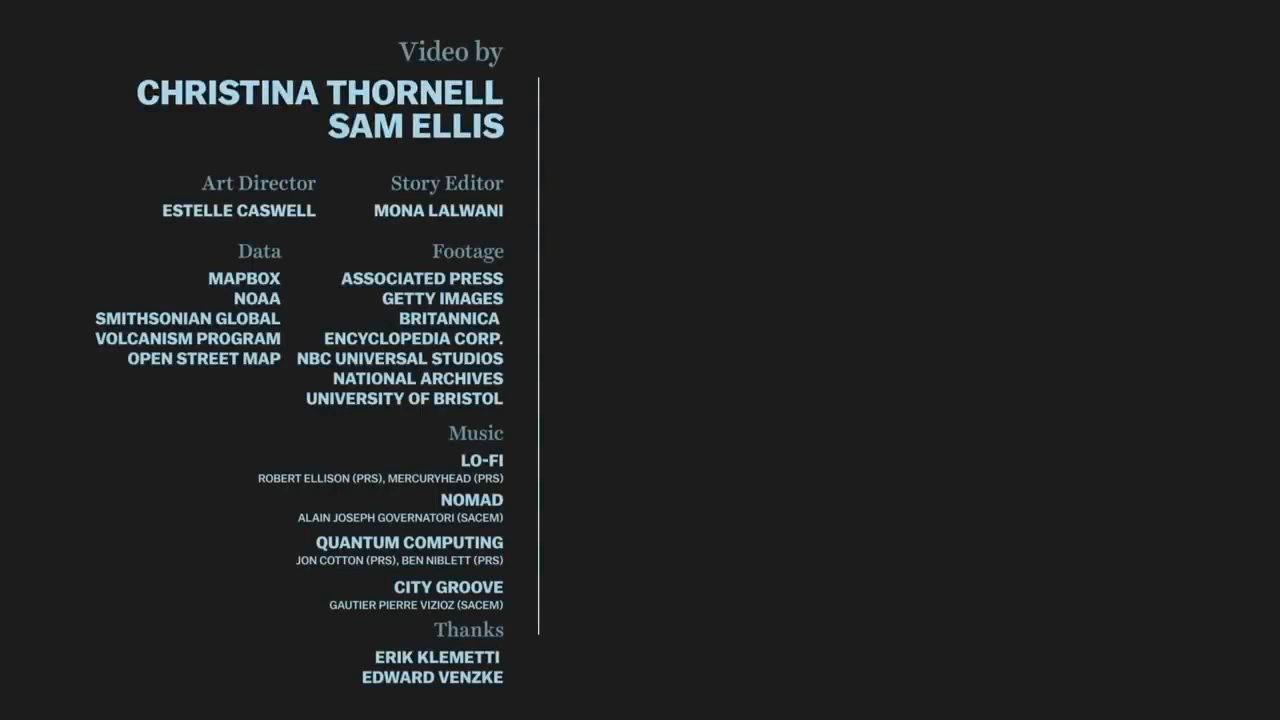 Video by
CHRISTINA THORNELL
SAM ELLIS
Art Director
ESTELLE CASWELL
Story Editor
MONA LALWANI
Data
MAPBOX
NOAA
SMITHSONIAN GLOBAL
VOLCANISM PROGRAM
OPEN STREET MAP
Footage
ASSOCIATED PRESS
GETTY IMAGES
BRITANNICA
ENCYCLOPEDIA CORP.
NBC UNIVERSAL STUDIOS
NATIONAL ARCHIVES
UNIVERSITY OF BRISTOL
Music
LO-FI
ROBERT ELLISON (PRS), MERCURYHEAD (PRS)
NOMAD
ALAIN JOSEPH GOVERNATORI (SACEM)
QUANTUM COMPUTING
JON COTTON (PRS), BEN NIBLETT (PRS)
CITY GROOVE
GAUTIER PIERRE VIZIOZ (SACEM)
Thanks
ERIK KLEMETTI
EDWARD VENZKE